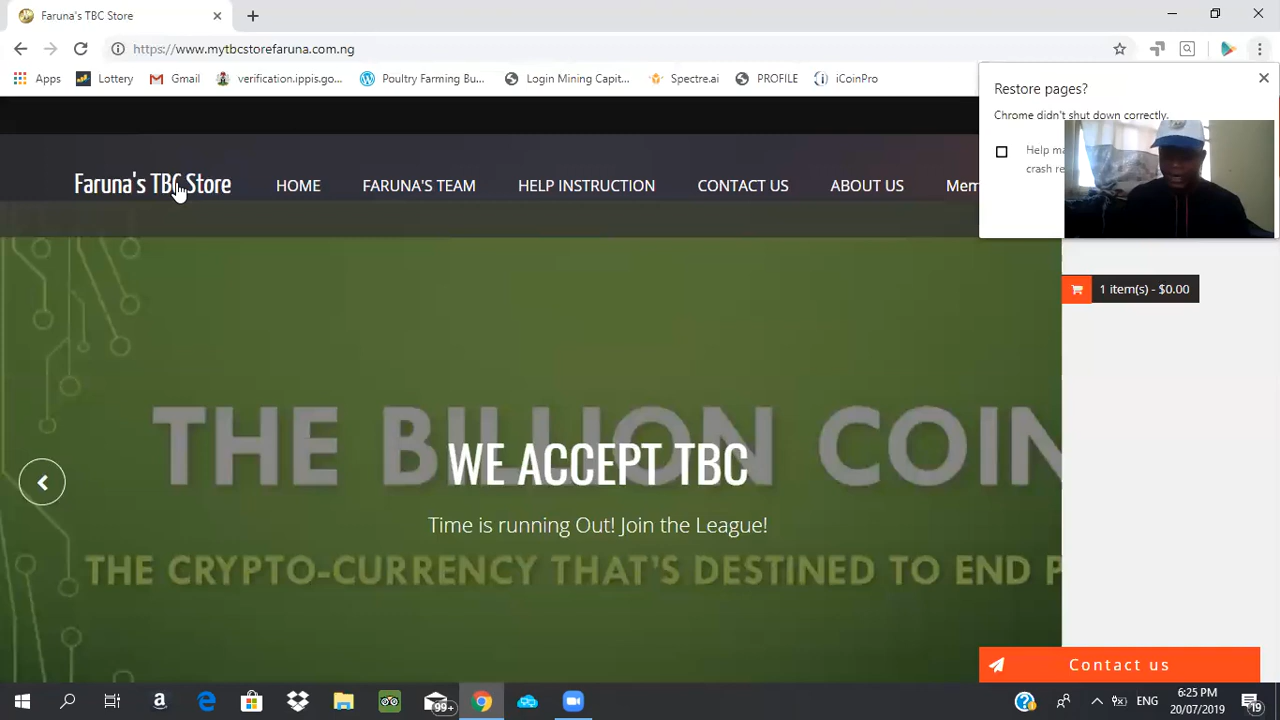 Faruna's TBC Store
https://www.mytbcstorefaruna.com.ng
Apps Lottery Gmail verification.ippis.go... Poultry Farming Bu... Login Mining Capit... Spectre.ai PROFILE iCoinPro
Restore pages?
Chrome didn't shut down correctly.
Help
crash
Faruna's TBC Store HOME FARUNA'S TEAM HELP INSTRUCTION CONTACT US ABOUT US
1 item(s) - $0.00
THE BILLION COIN
WE ACCEPT TBC
Time is running Out! Join the League!
THE CRYPTO-CURRENCY THAT'S DESTINED TO END
Contact us
99+
ENG
6:25 PM
20/07/2019
19